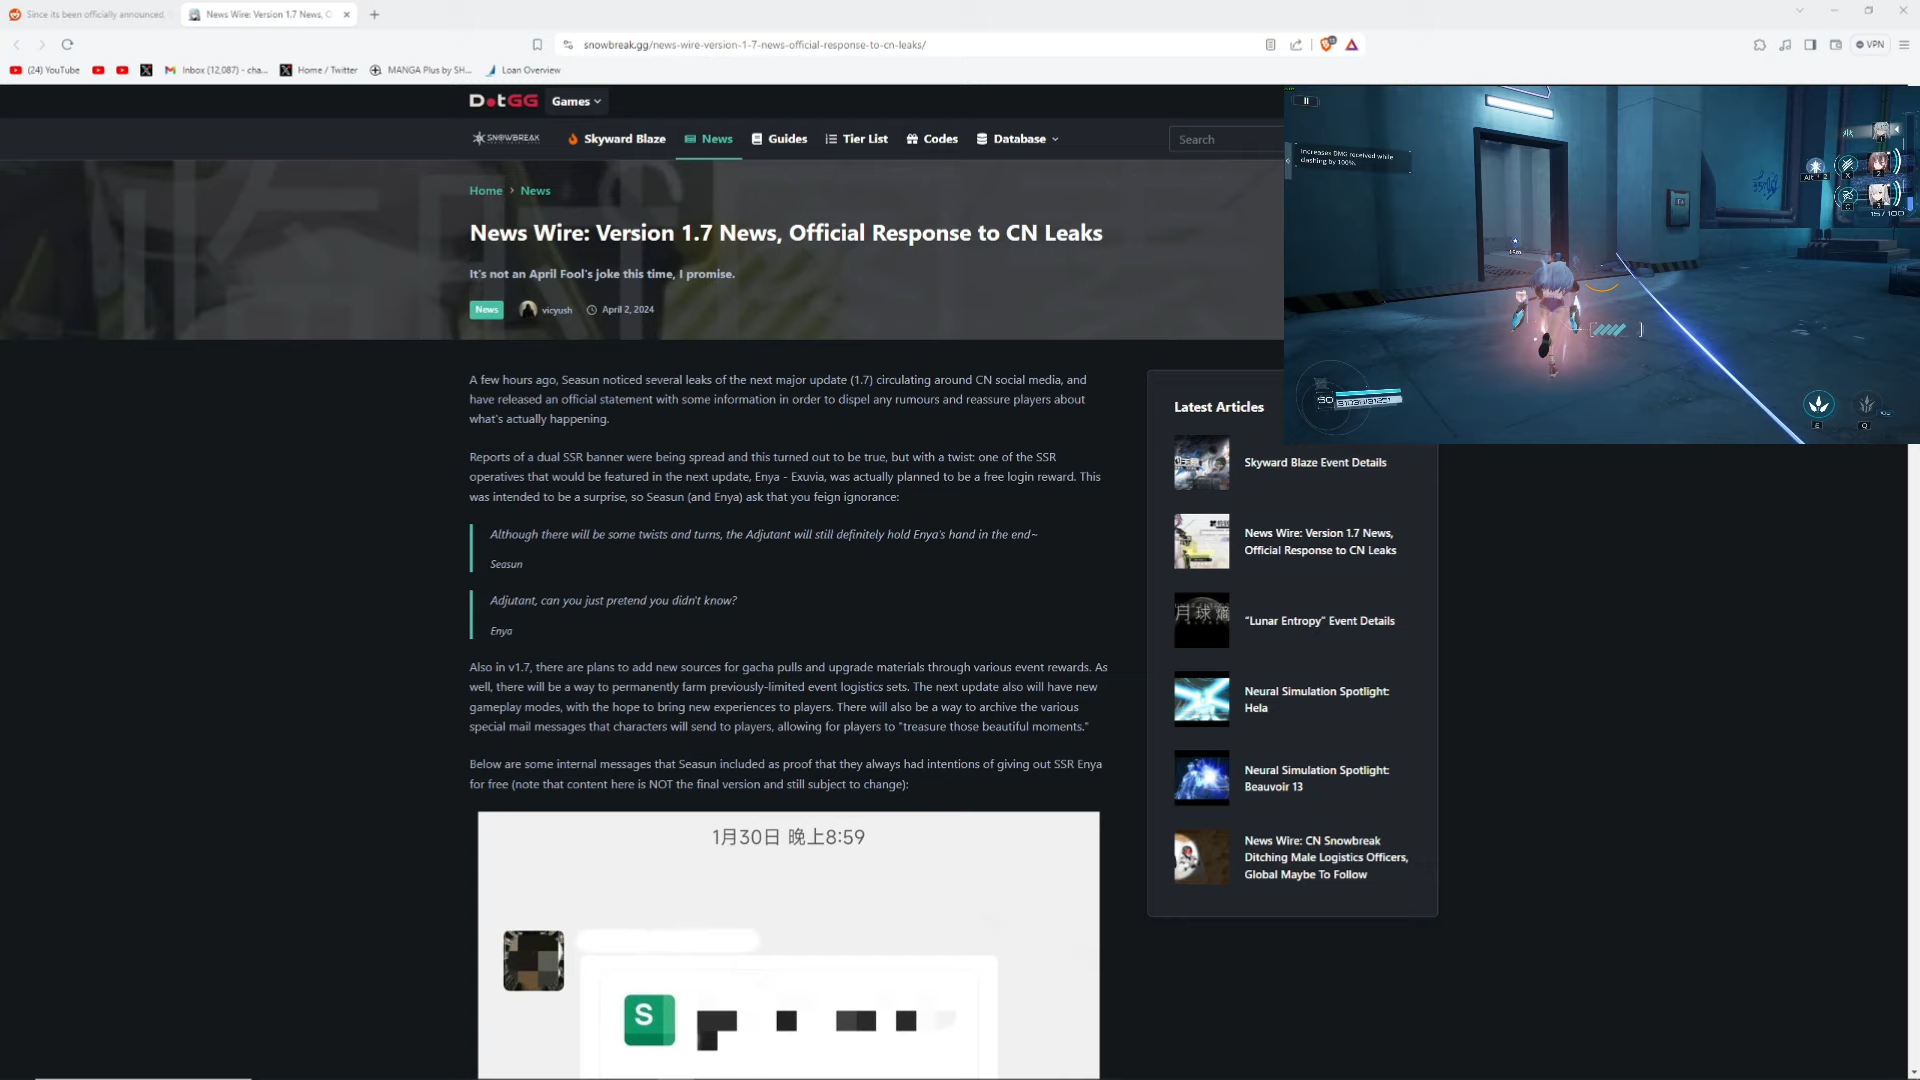 Since its been officially announced,
News Wire: Version 1.7 News, O
snowbreak.gg/news-wire-version-1-7-news-official-response-to-cn-leaks/
VPN
(24) YouTube
Inbox (12,087) - cha...
Home / Twitter
MANGA Plus by SH...
Loan Overview
DotGG
Games
SNOWBREAK
Skyward Blaze
News
Guides
Tier List
Codes
Database
Search
Home › News
News Wire: Version 1.7 News, Official Response to CN Leaks
It's not an April Fool's joke this time, I promise.
News
vicyush
April 2, 2024
Increases DMG received while
dashing by 100%.
Alt + 2
X
2
C
3
15 / 100
E
Q
A few hours ago, Seasun noticed several leaks of the next major update (1.7) circulating around CN social media, and
have released an official statement with some information in order to dispel any rumours and reassure players about
what's actually happening.
Reports of a dual SSR banner were being spread and this turned out to be true, but with a twist: one of the SSR
operatives that would be featured in the next update, Enya - Exuvia, was actually planned to be a free login reward. This
was intended to be a surprise, so Seasun (and Enya) ask that you feign ignorance:
Although there will be some twists and turns, the Adjutant will still definitely hold Enya's hand in the end~
Seasun
Adjutant, can you just pretend you didn't know?
Enya
Also in v1.7, there are plans to add new sources for gacha pulls and upgrade materials through various event rewards. As
well, there will be a way to permanently farm previously-limited event logistics sets. The next update also will have new
gameplay modes, with the hope to bring new experiences to players. There will also be a way to archive the various
special mail messages that characters will send to players, allowing for players to "treasure those beautiful moments."
Below are some internal messages that Seasun included as proof that they always had intentions of giving out SSR Enya
for free (note that content here is NOT the final version and still subject to change):
1月30日 晚上8:59
S
Latest Articles
Skyward Blaze Event Details
News Wire: Version 1.7 News,
Official Response to CN Leaks
月球熵
"Lunar Entropy" Event Details
Neural Simulation Spotlight:
Hela
Neural Simulation Spotlight:
Beauvoir 13
News Wire: CN Snowbreak
Ditching Male Logistics Officers,
Global Maybe To Follow